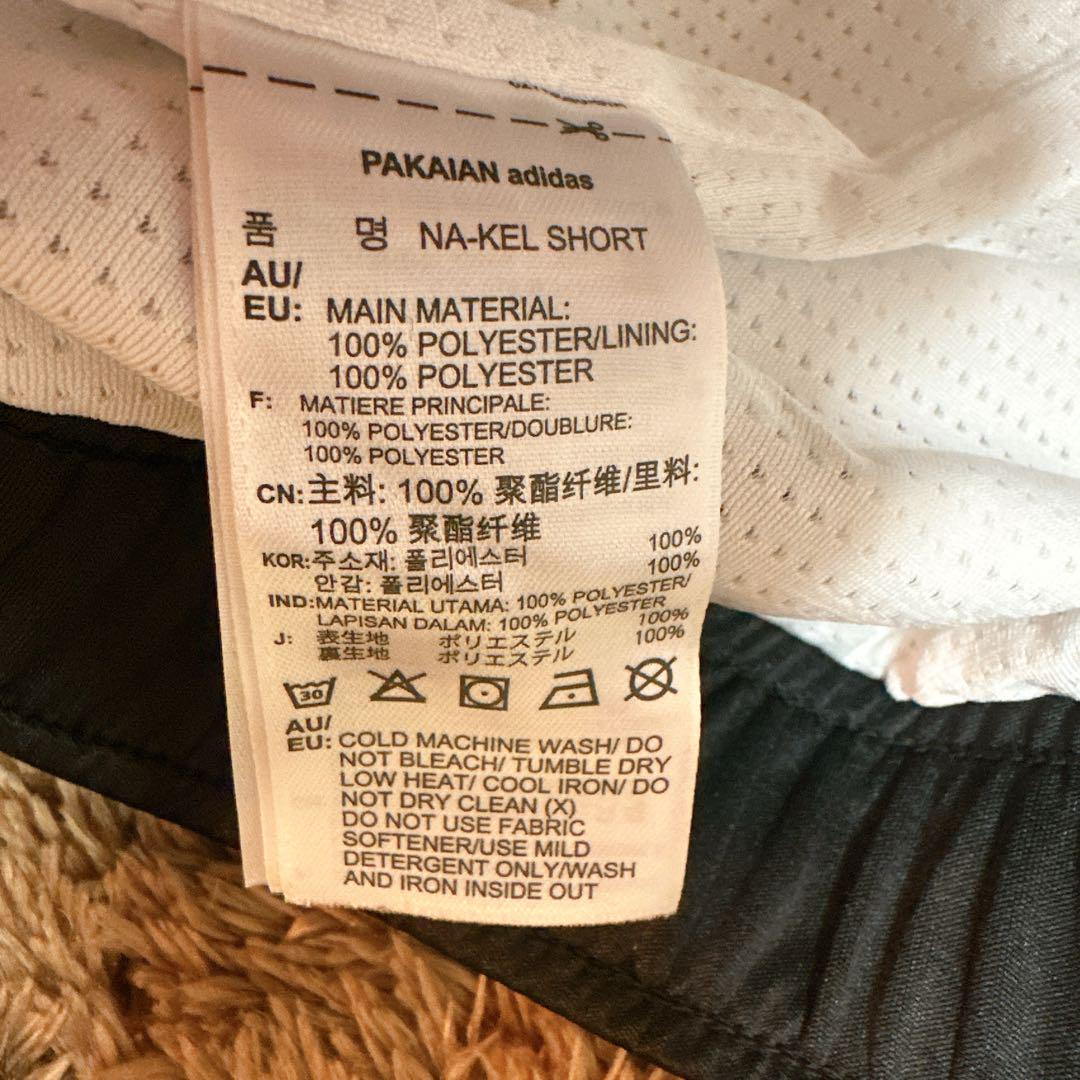 PAKAIAN adidas
품 명 NA-KEL SHORT
AU/
EU: MAIN MATERIAL:
100% POLYESTER/LINING:
100% POLYESTER
F: MATIERE PRINCIPALE:
100% POLYESTER/DOUBLURE:
100% POLYESTER
CN: 主料: 100% 聚酯纤维/里料:
100% 聚酯纤维
KOR: 주소재: 폴리에스터 100%
안감: 폴리에스터 100%
IND: MATERIAL UTAMA: 100% POLYESTER/
LAPISAN DALAM: 100% POLYESTER
J: 表生地 ポリエステル 100%
裏生地 ポリエステル 100%
30
AU/
EU: COLD MACHINE WASH/ DO
NOT BLEACH/ TUMBLE DRY
LOW HEAT/ COOL IRON/ DO
NOT DRY CLEAN (X)
DO NOT USE FABRIC
SOFTENER/USE MILD
DETERGENT ONLY/WASH
AND IRON INSIDE OUT